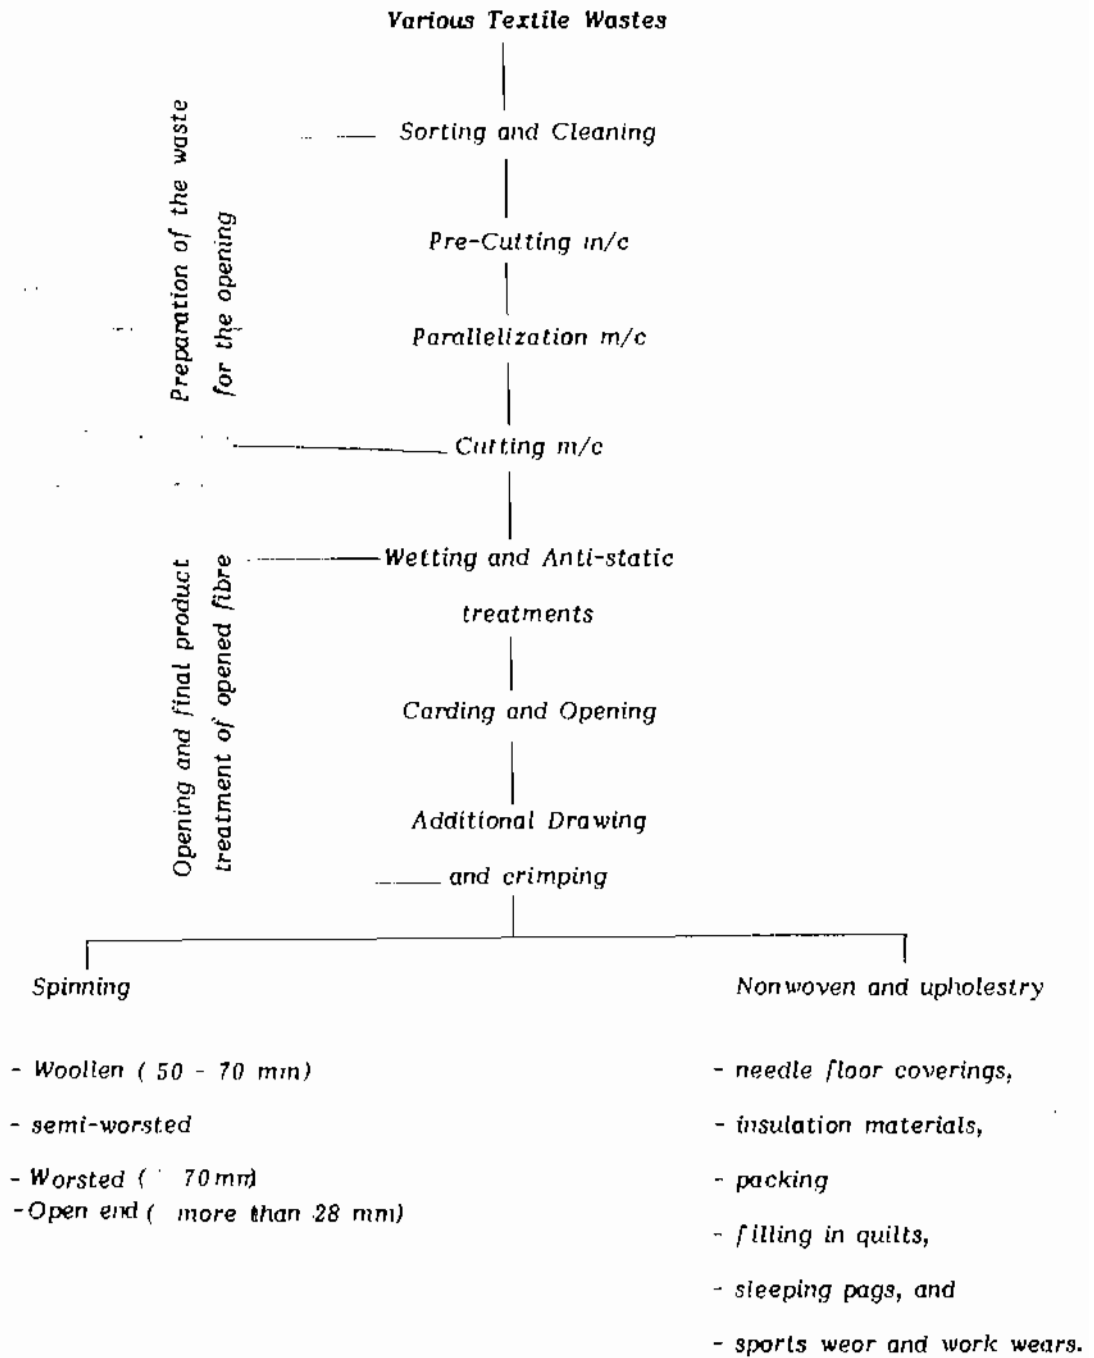 Various Textile Wastes
Sorting and Cleaning
Pre-Cutting m/c
Parallelization m/c
Cutting m/c
Preparation of the waste
for the opening
Wetting and Anti-static
treatments
Carding and Opening
Additional Drawing
and crimping
Opening and final product
treatment of opened fibre
Spinning
- Woollen ( 50 - 70 mm)
- semi-worsted
- Worsted ( 70mm)
-Open end ( more than 28 mm)
Nonwoven and upholestry
- needle floor coverings,
- insulation materials,
- packing
- filling in quilts,
- sleeping pags, and
- sports weor and work wears.